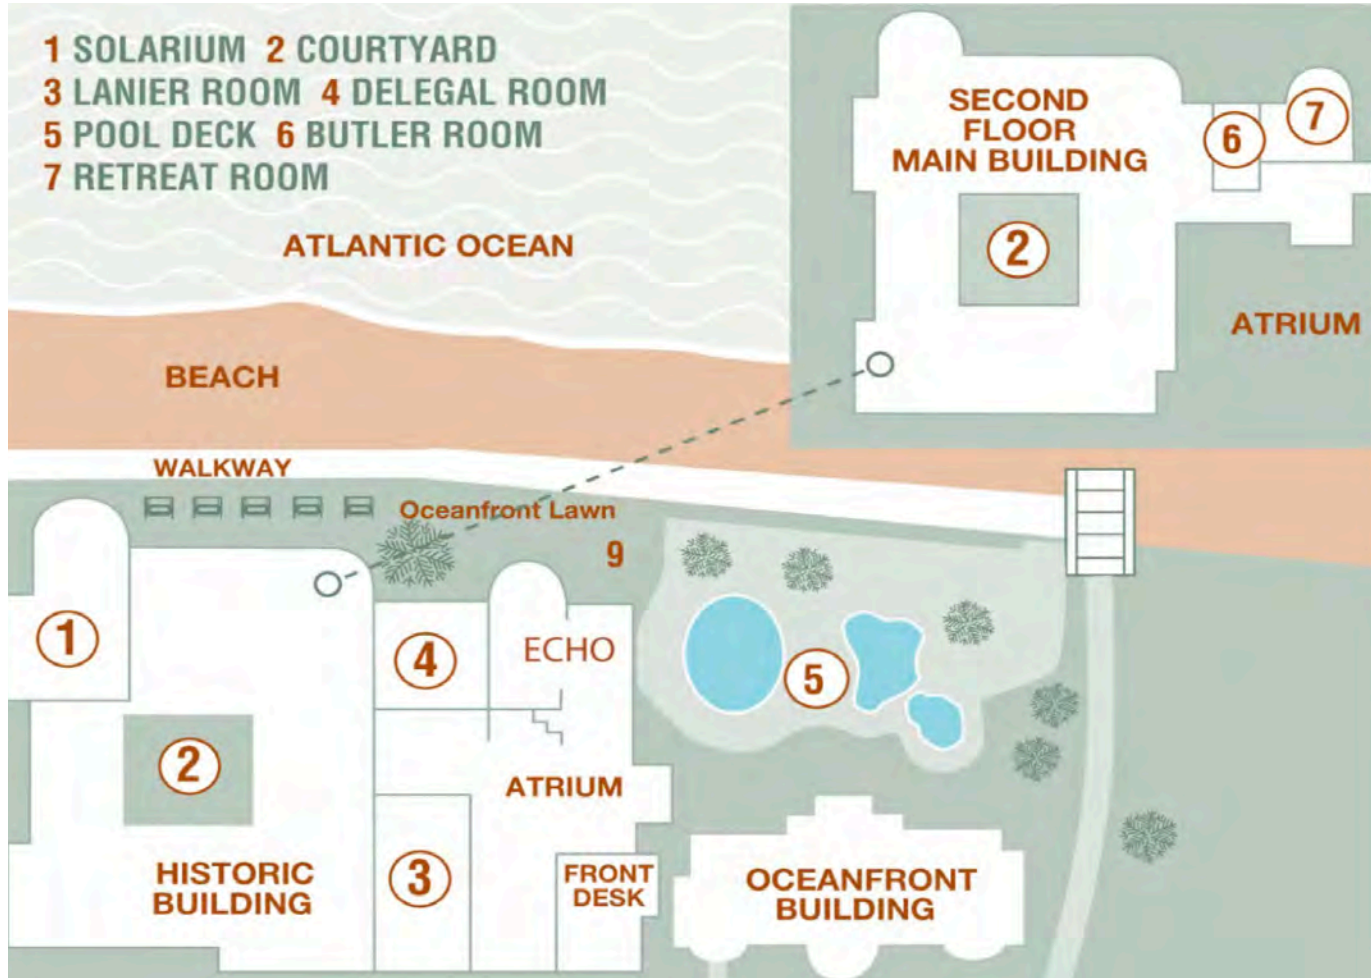 1 SOLARIUM 2 COURTYARD
3 LANIER ROOM 4 DELEGAL ROOM
5 POOL DECK 6 BUTLER ROOM
7 RETREAT ROOM
ATLANTIC OCEAN
BEACH
WALKWAY
SECOND
FLOOR
MAIN BUILDING
6
7
2
ATRIUM
Oceanfront Lawn
9
1
4
ECHO
5
2
ATRIUM
HISTORIC
BUILDING
3
FRONT
DESK
OCEANFRONT
BUILDING